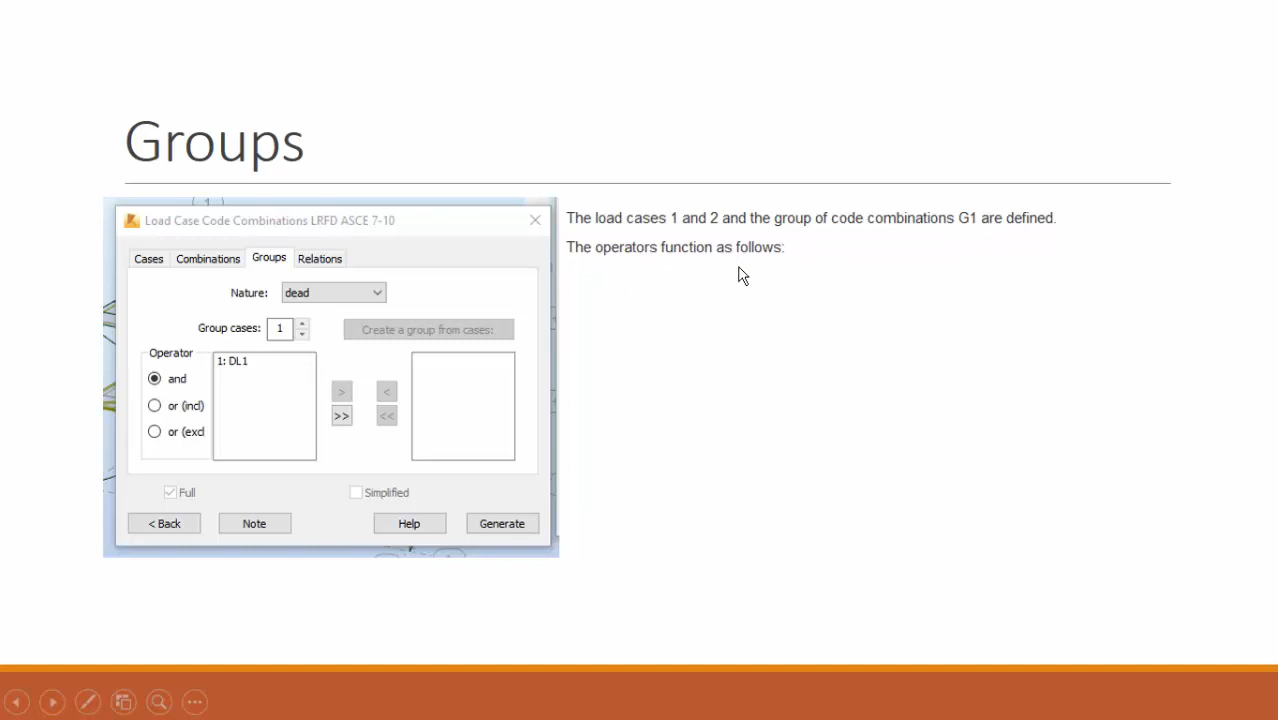 Groups
1
Load Case Code Combinations LRFD ASCE 7-10
Cases Combinations Groups Relations
Nature: dead
Group cases: 1 Create a group from cases:
Operator
and
or (incl)
or (excl
1: DL1
> <
>> <<
Full Simplified
< Back Note Help Generate
The load cases 1 and 2 and the group of code combinations G1 are defined.
The operators function as follows: